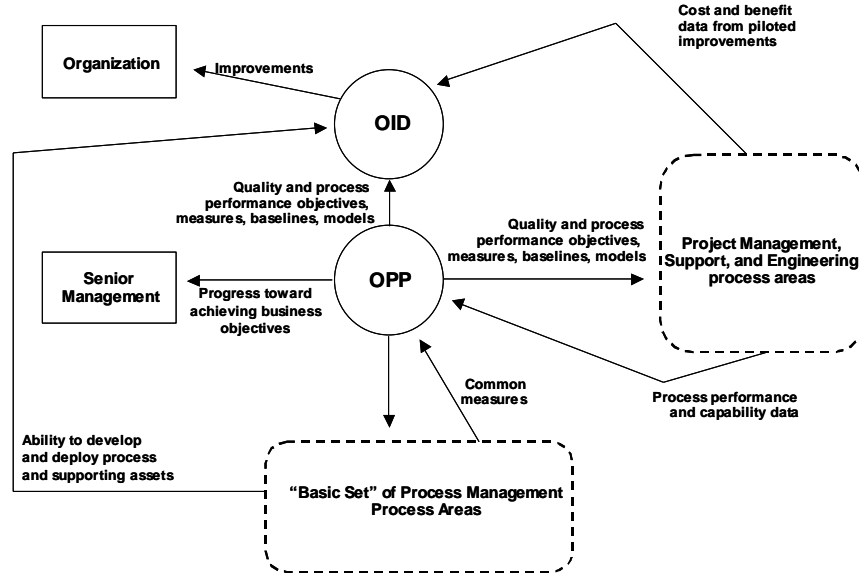 Cost and benefit
data from piloted
improvements
Organization
Improvements
OID
Quality and process
performance objectives,
measures, baselines, models
Quality and process
performance objectives,
measures, baselines, models
Project Management,
Support, and Engineering
process areas
Senior
Management
OPP
Progress toward
achieving business
objectives
Common
measures
Process performance
and capability data
Ability to develop
and deploy process
and supporting assets
“Basic Set” of Process Management
Process Areas